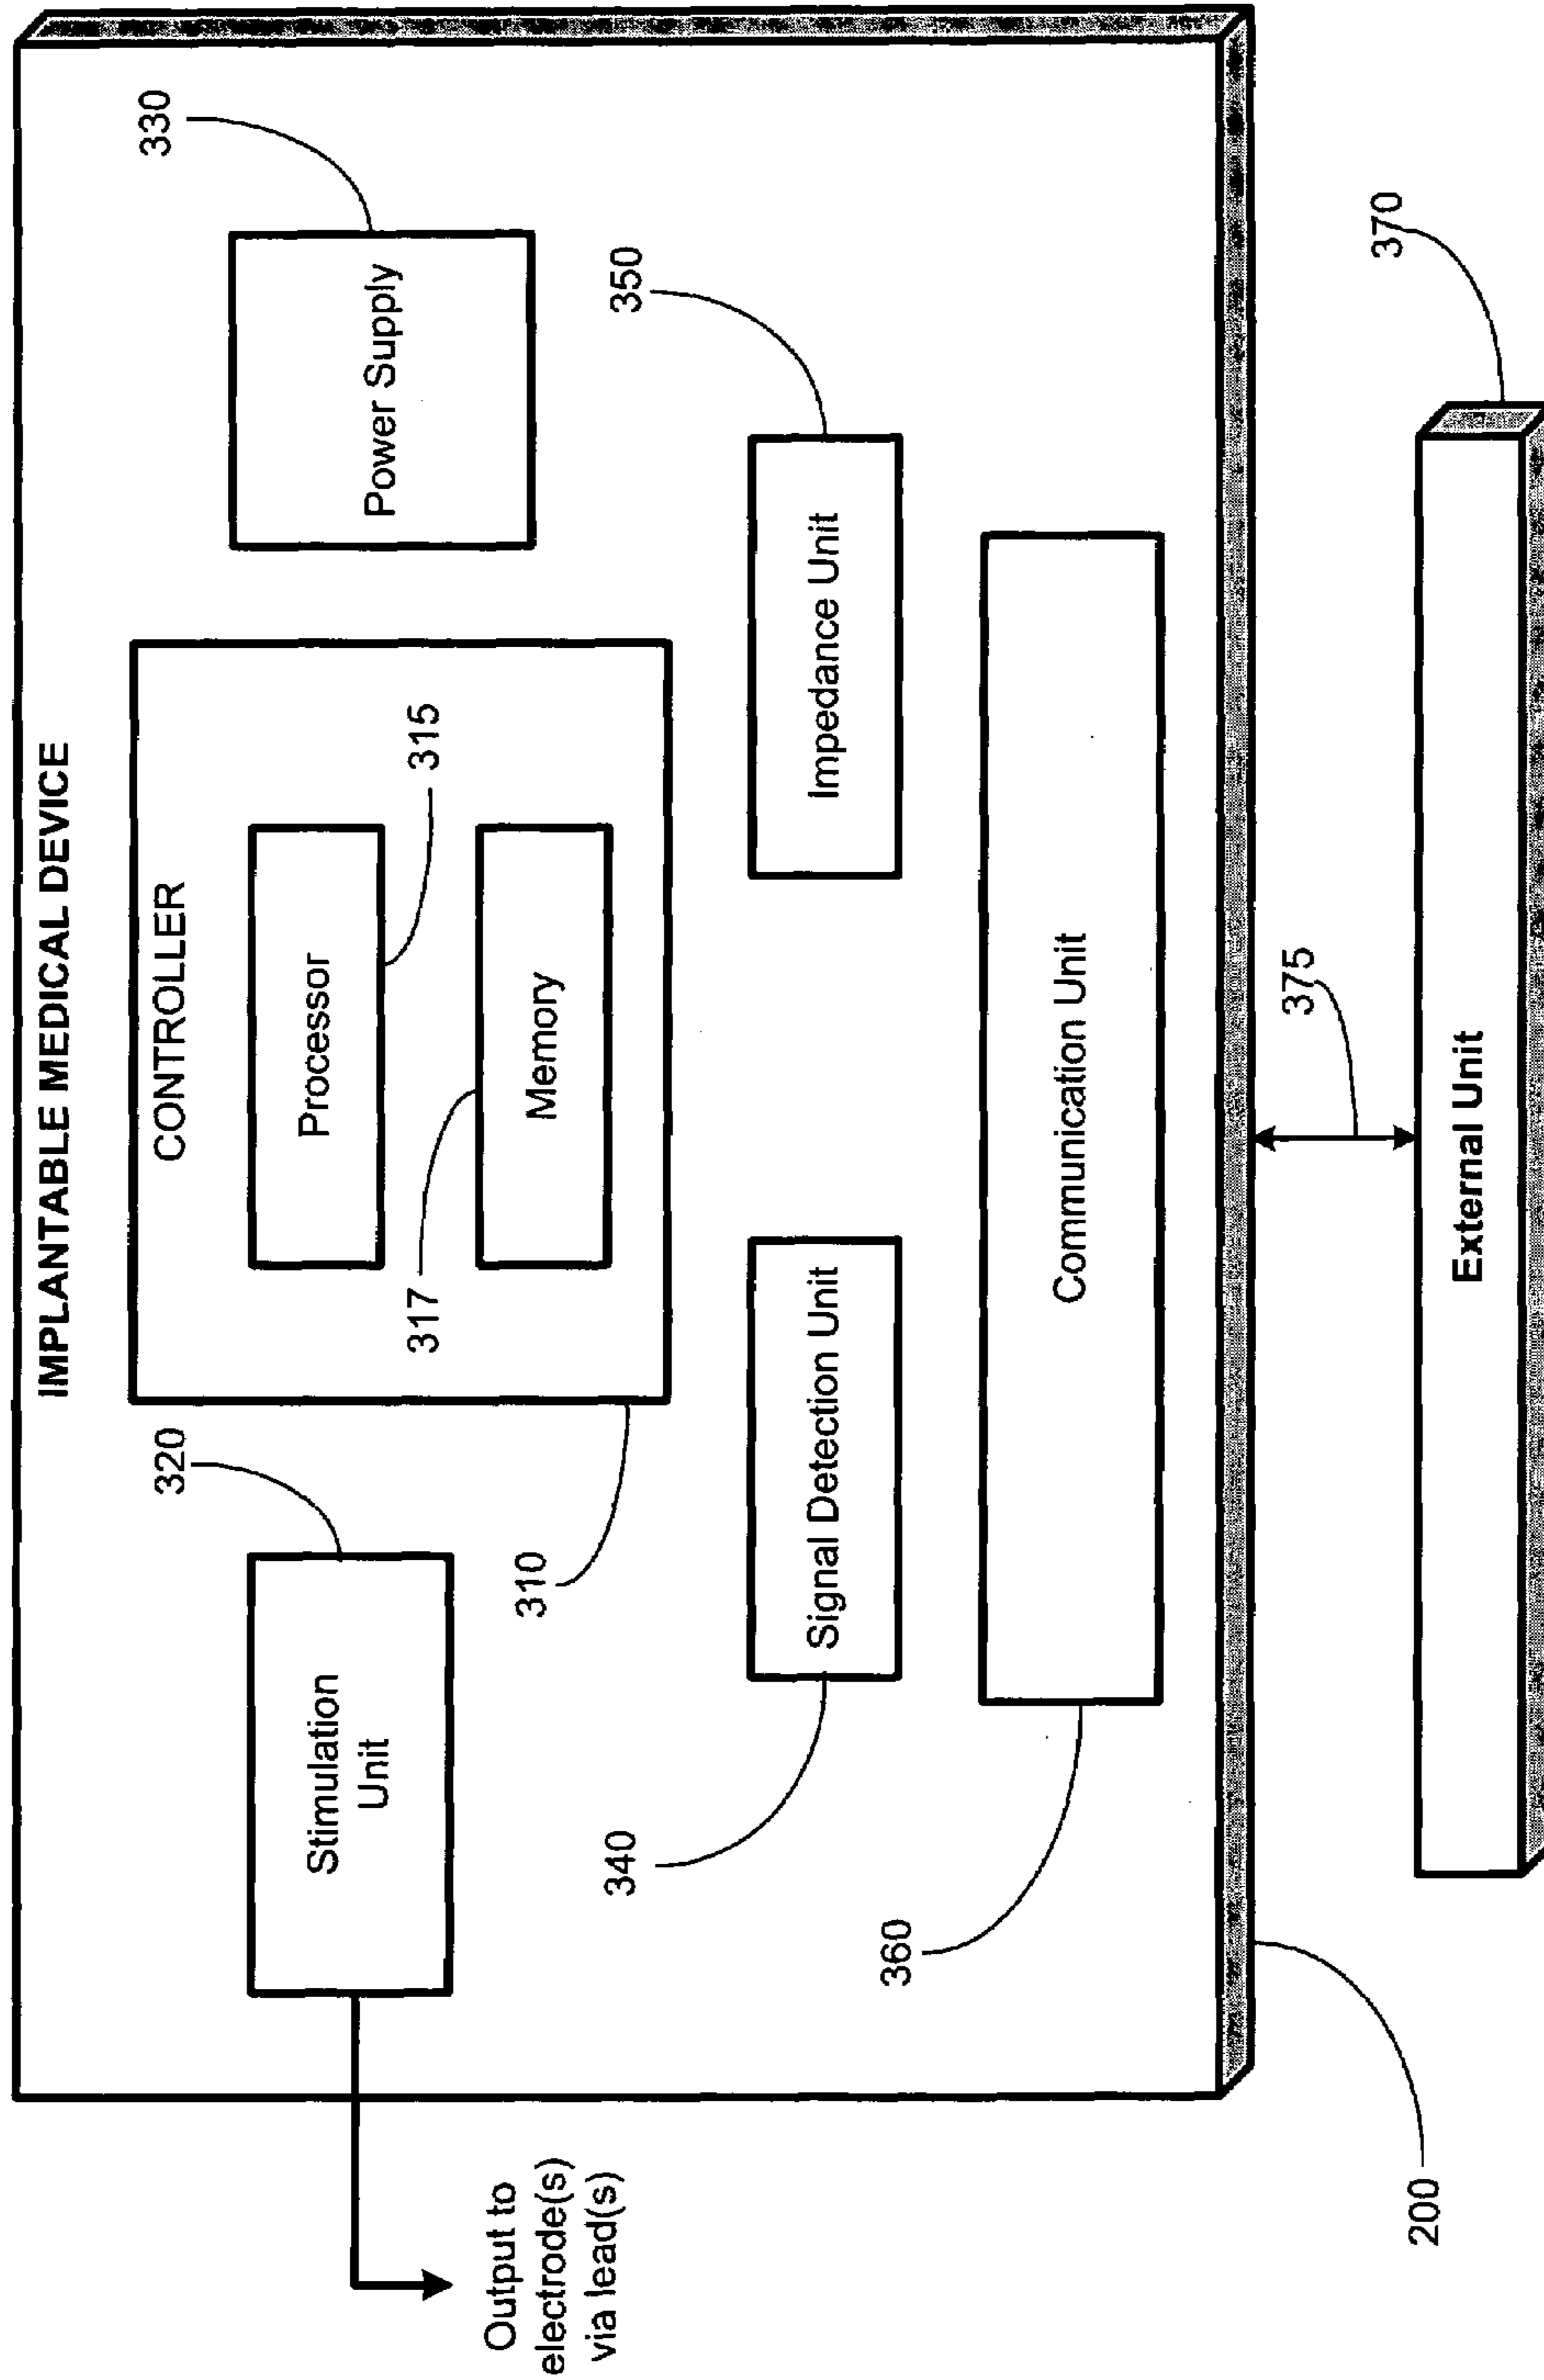 IMPLANTABLE MEDICAL DEVICE
CONTROLLER
320
330
Stimulation
Unit
Processor
315
Power Supply
317
Memory
310
Output to
electrode(s)
via lead(s)
340
350
Signal Detection Unit
Impedance Unit
360
Communication Unit
375
370
200
External Unit